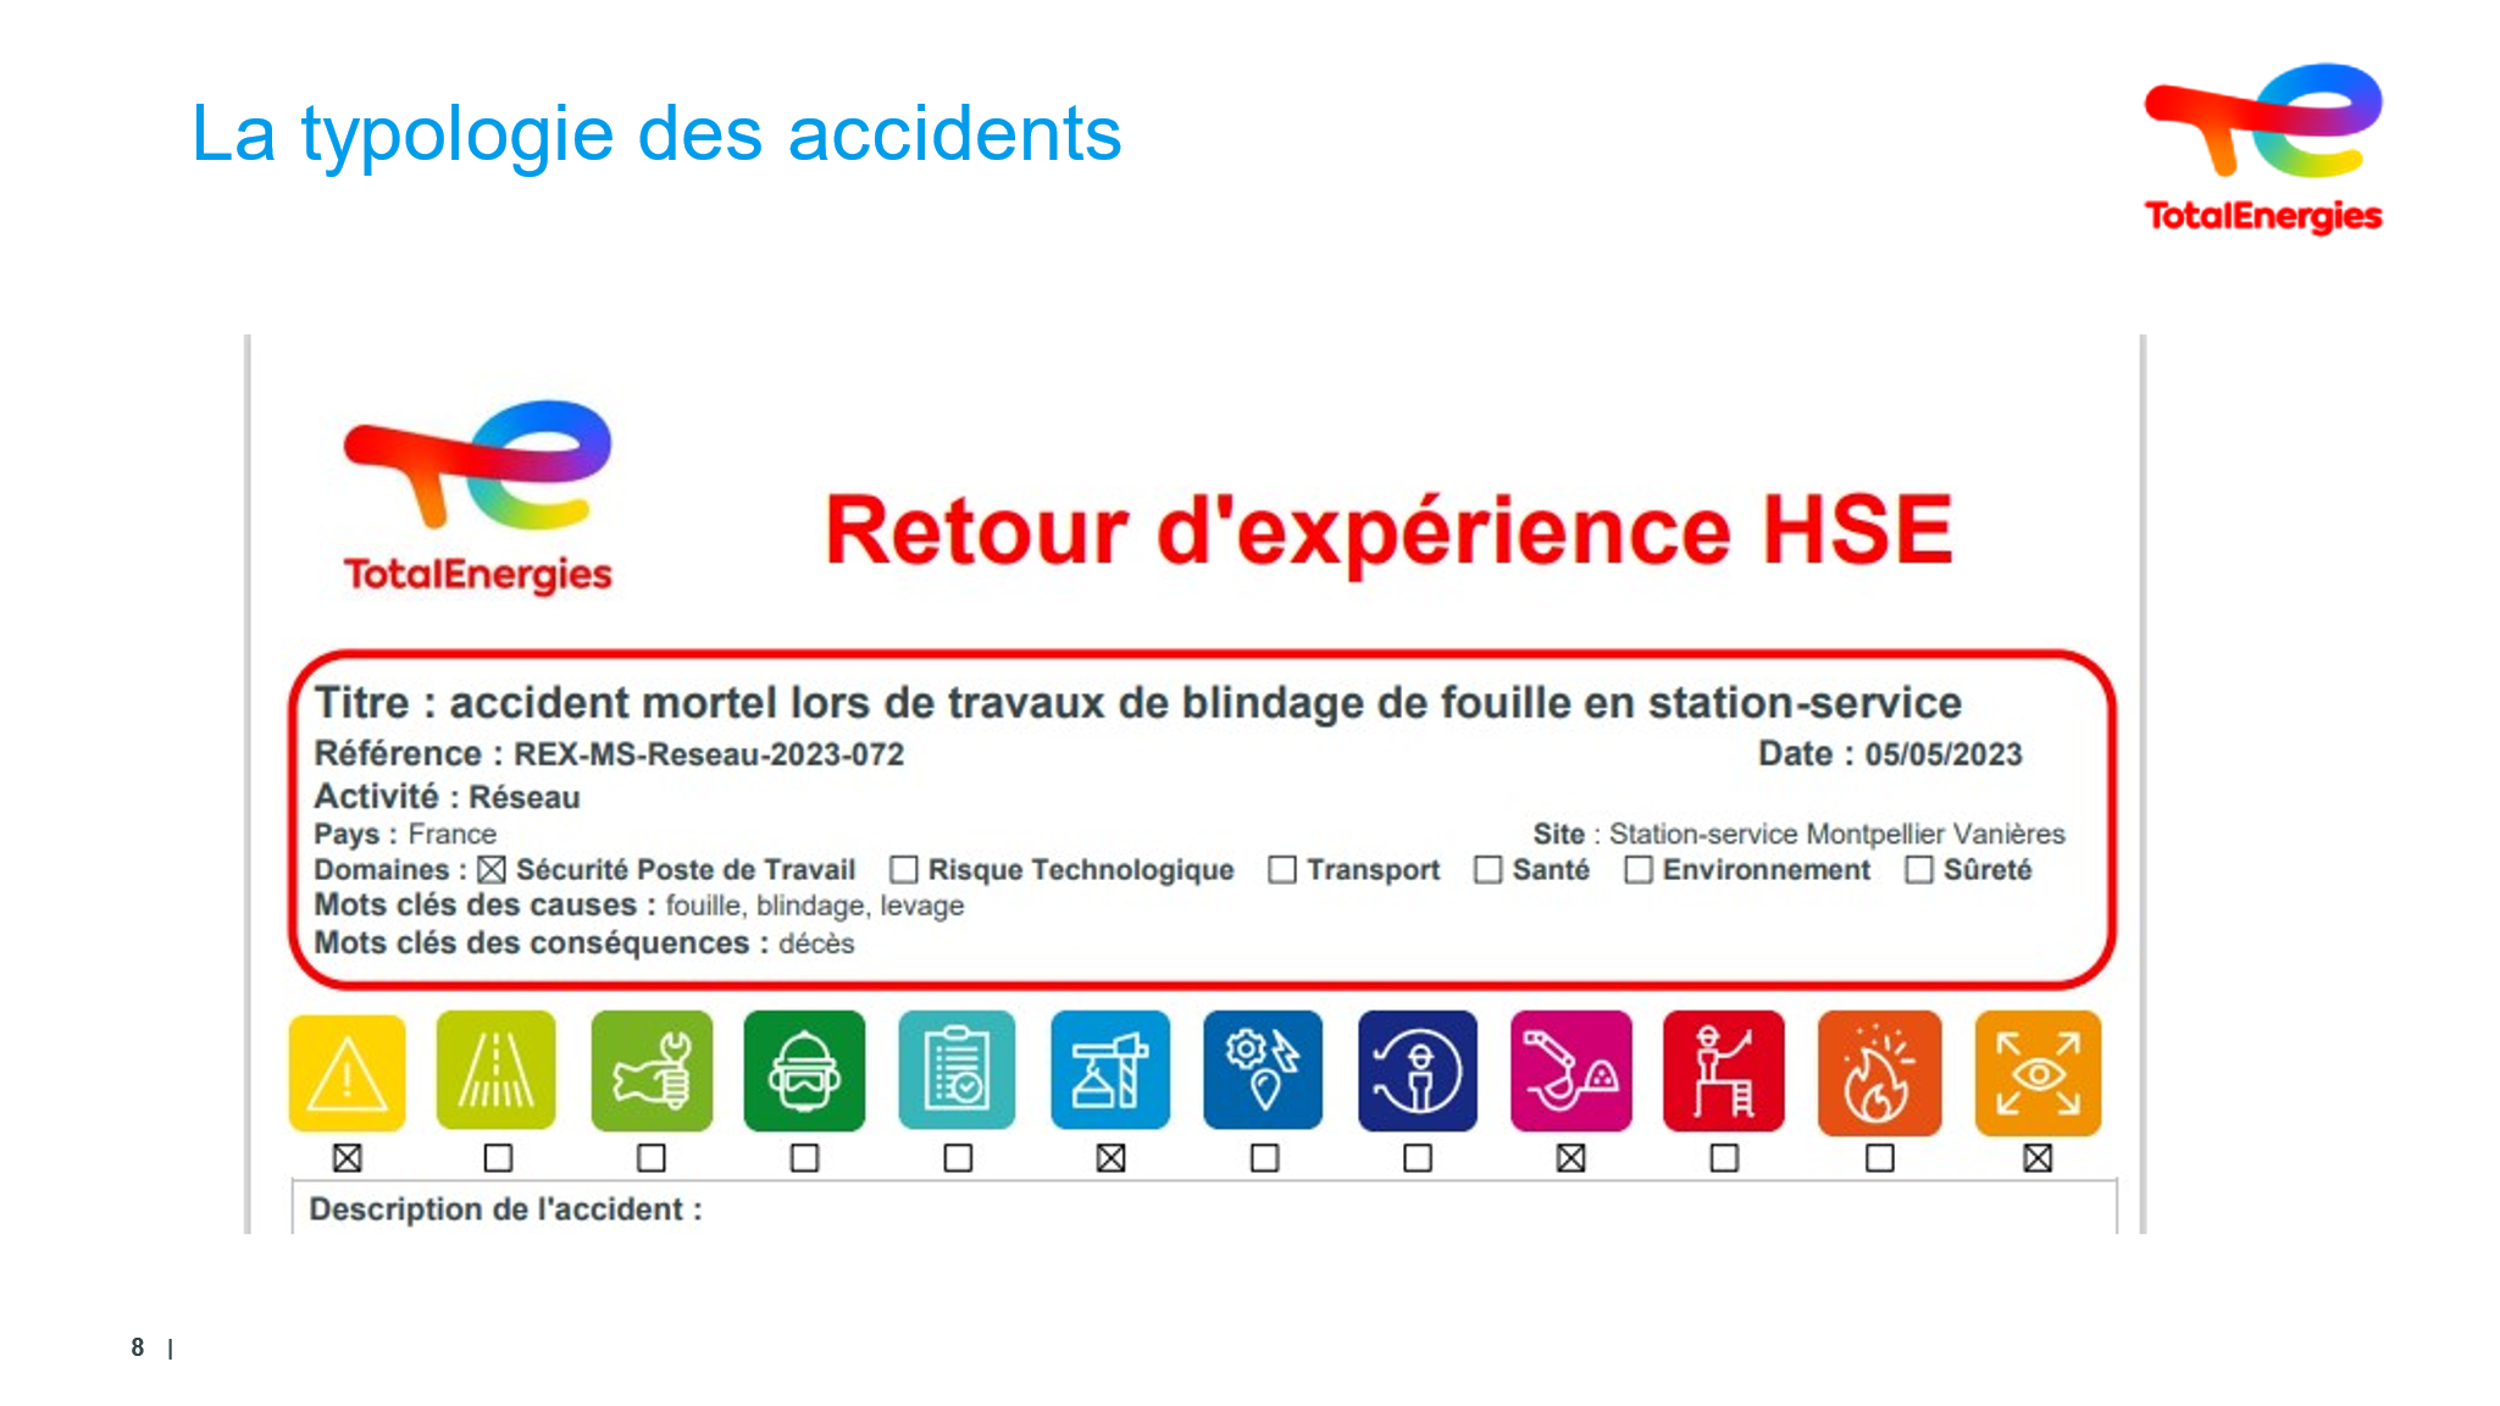 La typologie des accidents
TotalEnergies
TotalEnergies
Retour d'expérience HSE
Titre : accident mortel lors de travaux de blindage de fouille en station-service
Référence : REX-MS-Reseau-2023-072 Date : 05/05/2023
Activité : Réseau
Pays : France Site : Station-service Montpellier Vanières
Domaines : ☒ Sécurité Poste de Travail ☐ Risque Technologique ☐ Transport ☐ Santé ☐ Environnement ☐ Sûreté
Mots clés des causes : fouille, blindage, levage
Mots clés des conséquences : décès
☒ ☐ ☐ ☐ ☐ ☒ ☐ ☐ ☒ ☐ ☐ ☒
Description de l'accident :
8 |